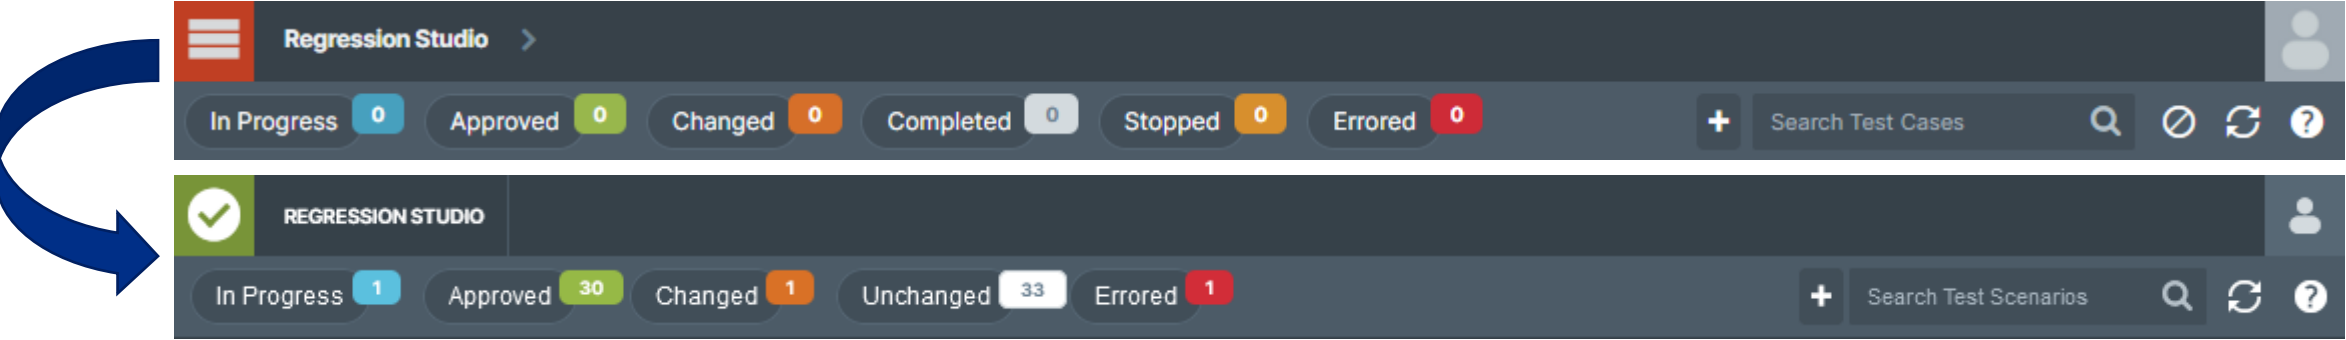 Regression Studio
In Progress 0 Approved 0 Changed 0 Completed 0 Stopped 0 Errored 0 + Search Test Cases ?
REGRESSION STUDIO
In Progress 1 Approved 30 Changed 1 Unchanged 33 Errored 1 + Search Test Scenarios ?